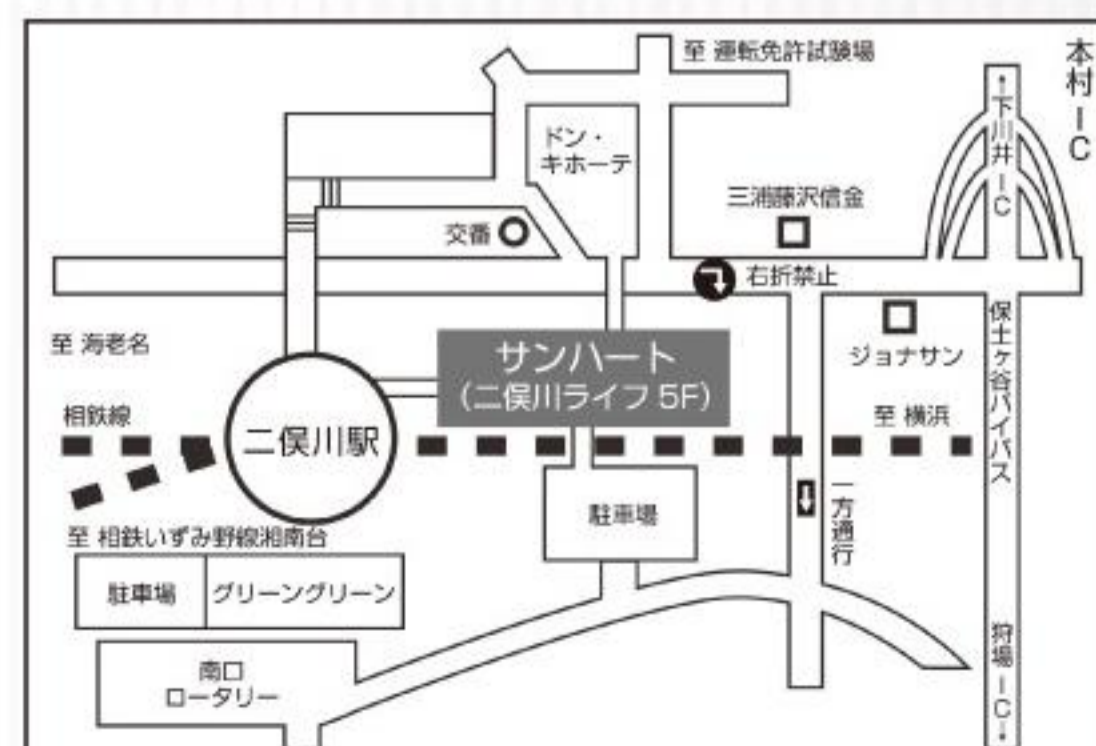 至 運転免許試験場
本村IC
←下川井IC
ドン・
キホーテ
三浦藤沢信金
交番
右折禁止
至 海老名
サンハート
(二俣川ライフ 5F)
ジョナサン
保土ヶ谷バイパス
相鉄線
至 横浜
二俣川駅
駐車場
一方通行
至 相鉄いずみ野線湘南台
駐車場
グリーングリーン
南口
ロータリー
狩場IC→